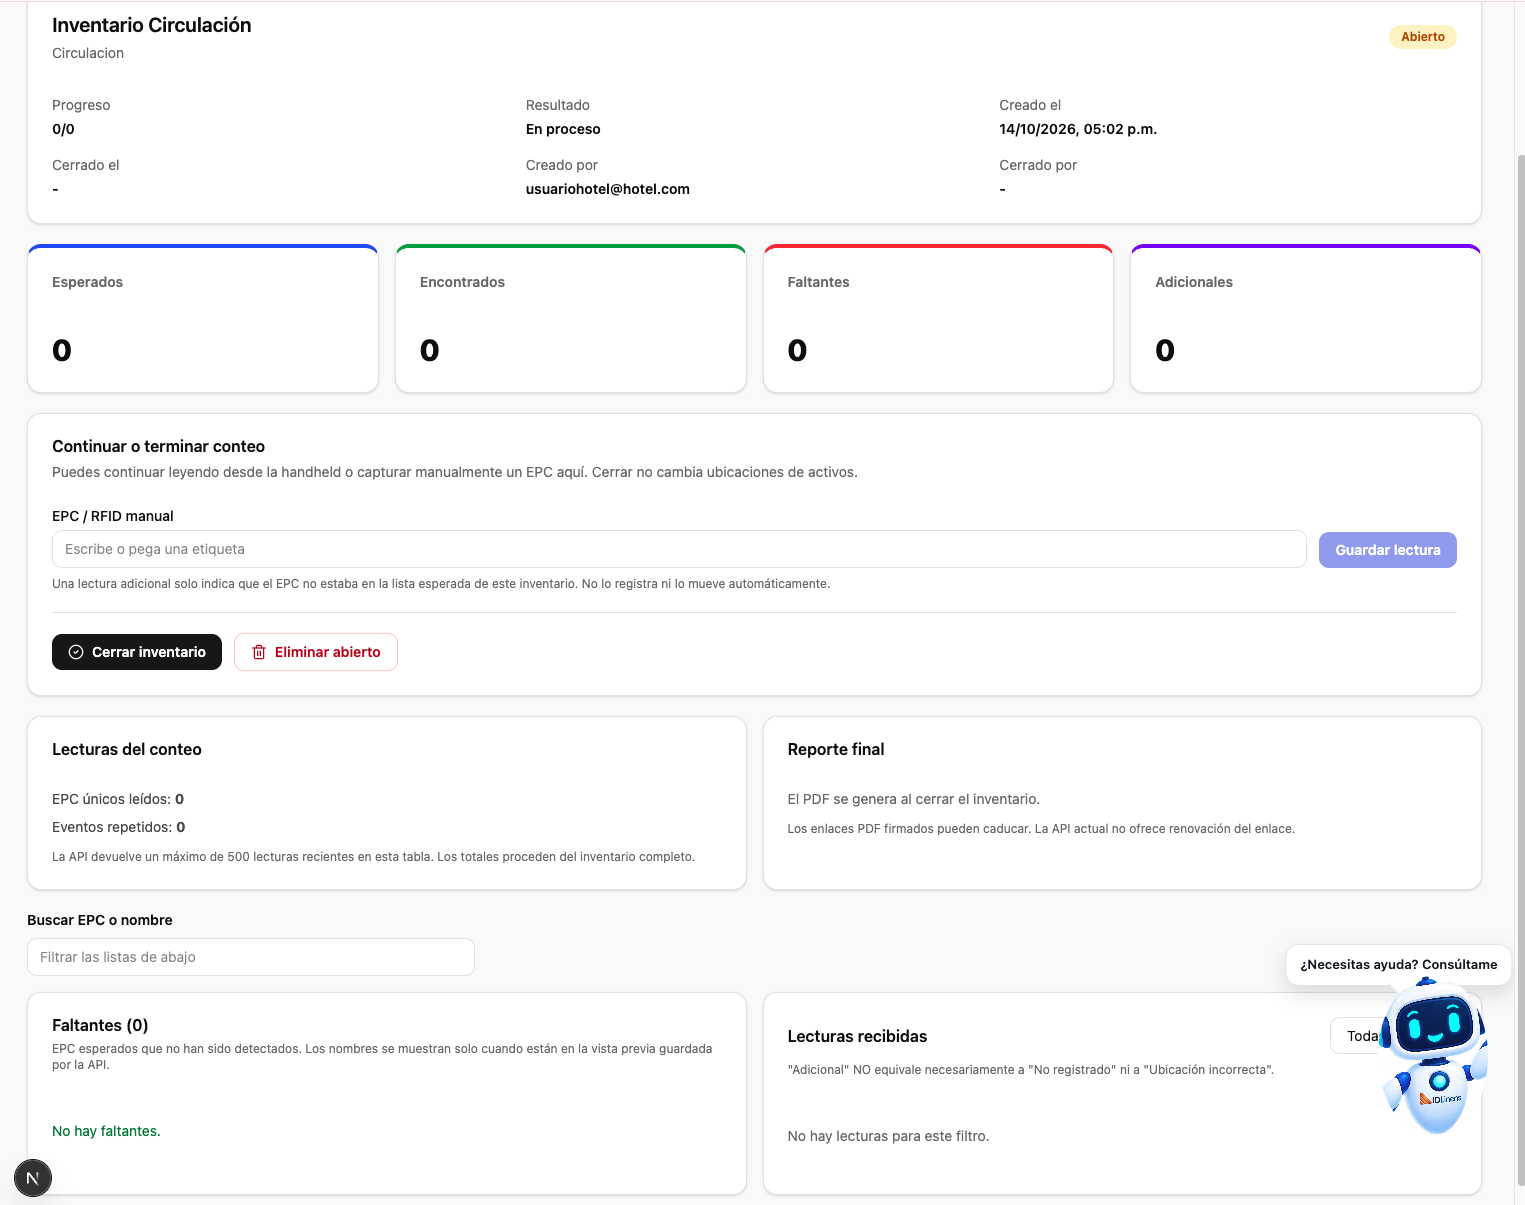 Inventario Circulación
Circulacion
Abierto
Progreso
0/0
Resultado
En proceso
Creado el
14/10/2026, 05:02 p.m.
Cerrado el
-
Creado por
usuariohotel@hotel.com
Cerrado por
-
Esperados
0
Encontrados
0
Faltantes
0
Adicionales
0
Continuar o terminar conteo
Puedes continuar leyendo desde la handheld o capturar manualmente un EPC aquí. Cerrar no cambia ubicaciones de activos.
EPC / RFID manual
Escribe o pega una etiqueta
Guardar lectura
Una lectura adicional solo indica que el EPC no estaba en la lista esperada de este inventario. No lo registra ni lo mueve automáticamente.
Cerrar inventario
Eliminar abierto
Lecturas del conteo
EPC únicos leídos: 0
Eventos repetidos: 0
La API devuelve un máximo de 500 lecturas recientes en esta tabla. Los totales proceden del inventario completo.
Reporte final
El PDF se genera al cerrar el inventario.
Los enlaces PDF firmados pueden caducar. La API actual no ofrece renovación del enlace.
Buscar EPC o nombre
Filtrar las listas de abajo
¿Necesitas ayuda? Consúltame
Faltantes (0)
EPC esperados que no han sido detectados. Los nombres se muestran solo cuando están en la vista previa guardada
por la API.
No hay faltantes.
Lecturas recibidas
Toda
"Adicional" NO equivale necesariamente a "No registrado" ni a "Ubicación incorrecta".
No hay lecturas para este filtro.
IDLinens
N